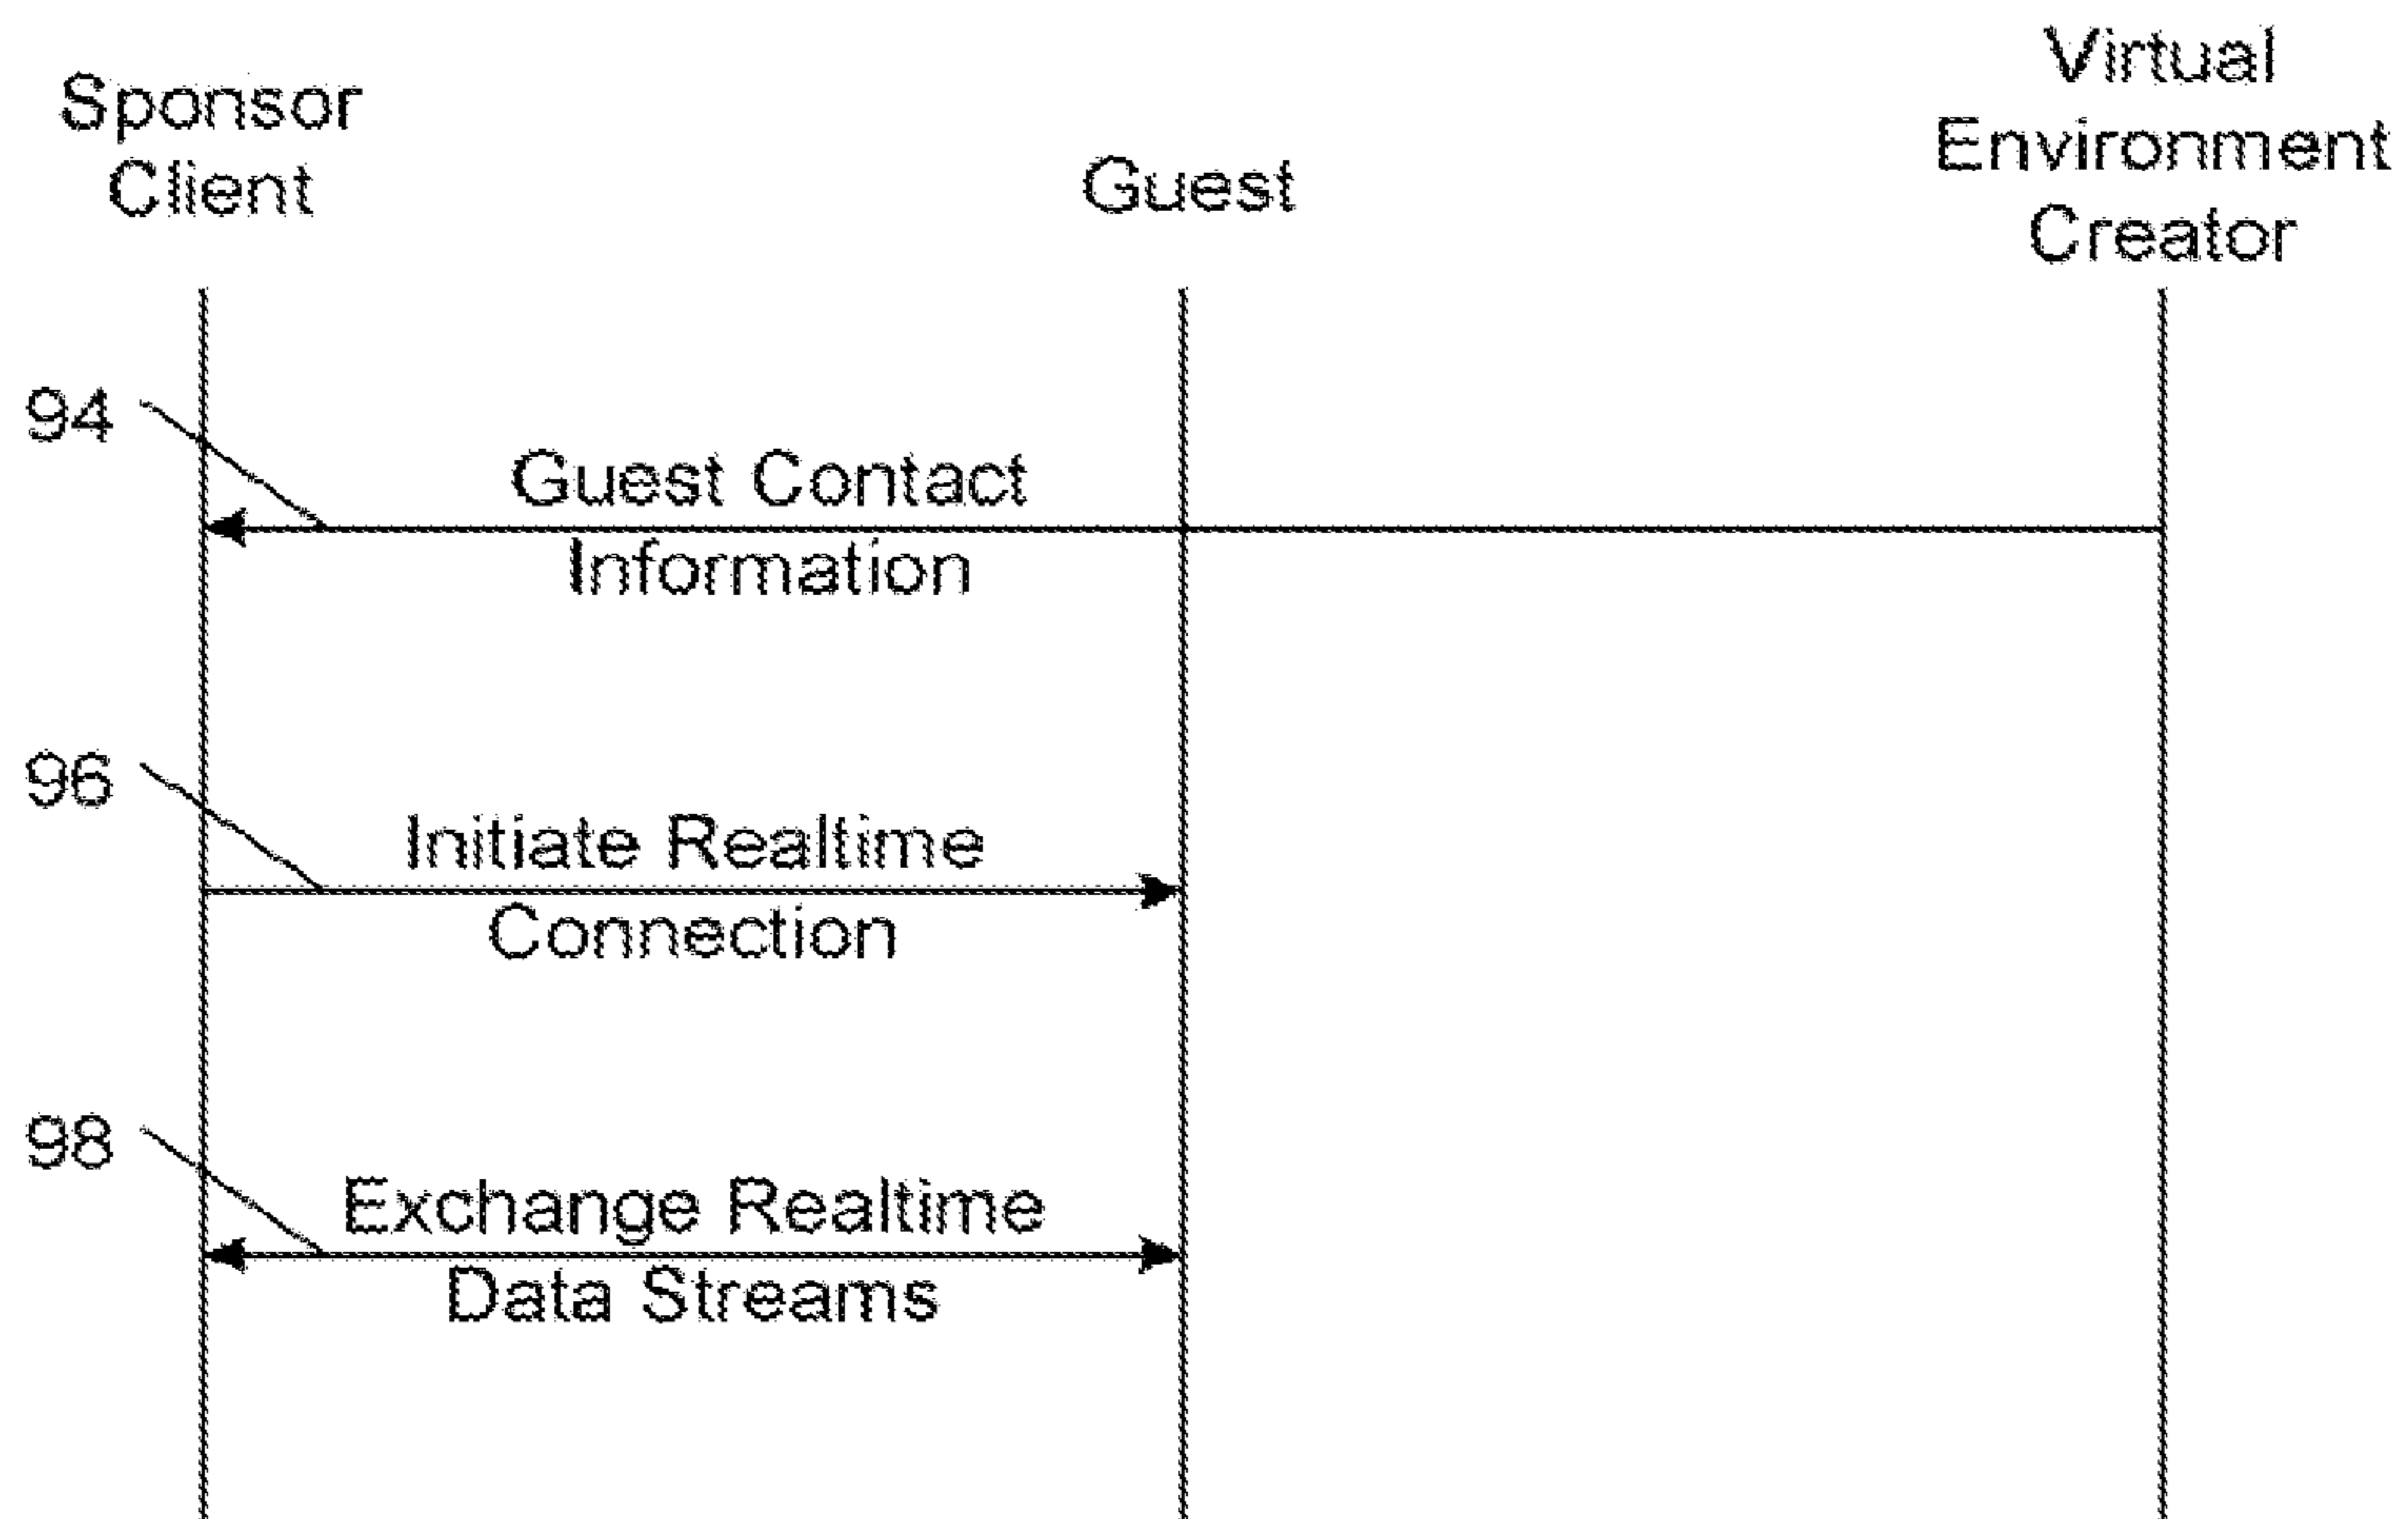 Sponsor
Client
Guest
Virtual
Environment
Creator
94
Guest Contact
Information
96
Initiate Realtime
Connection
98
Exchange Realtime
Data Streams